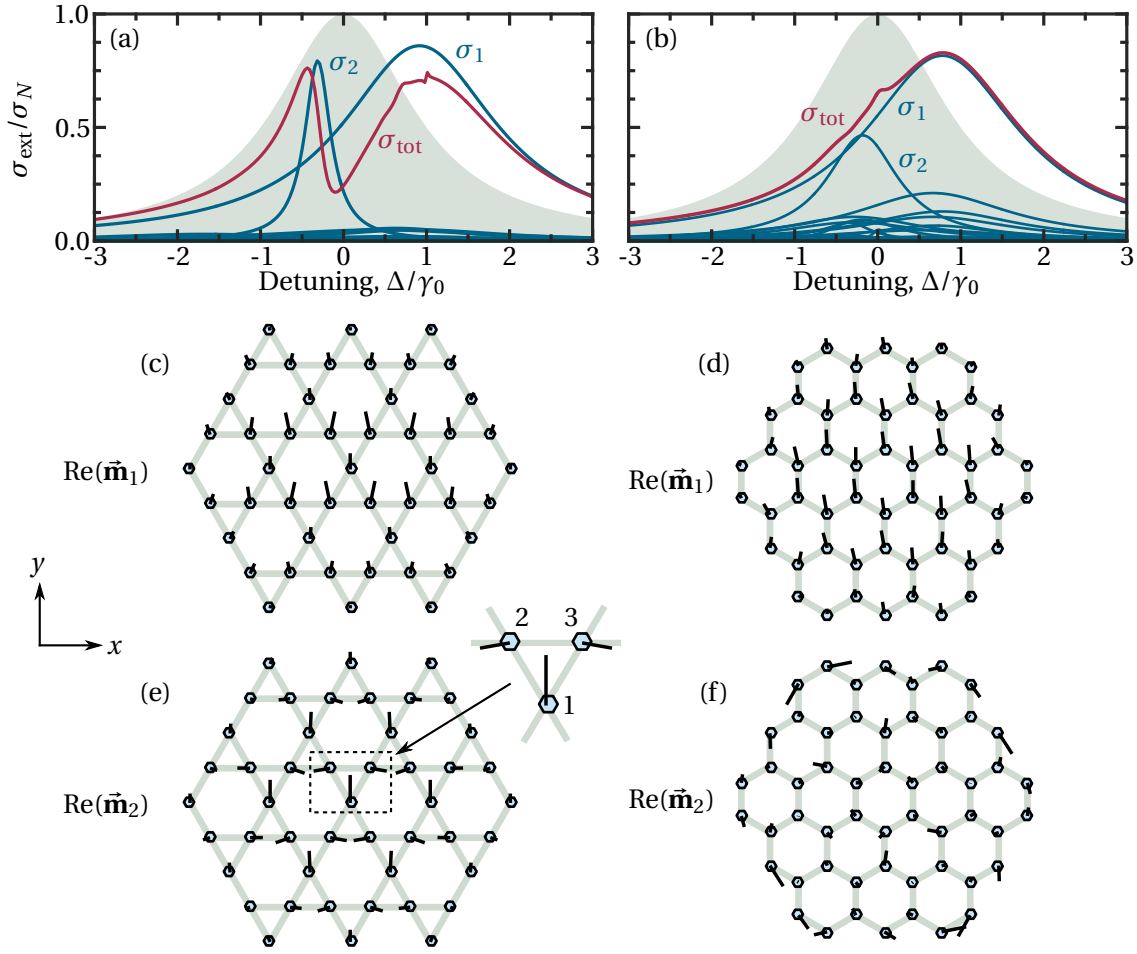 (a)
σ₂
σ₁
σtot
σext/σN
1.0
0.5
0.0
-3 -2 -1 0 1 2 3
Detuning, Δ/γ₀
(b)
σtot
σ₁
σ₂
-3 -2 -1 0 1 2 3
Detuning, Δ/γ₀
(c)
Re(m⃗₁)
(d)
Re(m⃗₁)
y
x
2 3
1
(e)
Re(m⃗₂)
(f)
Re(m⃗₂)